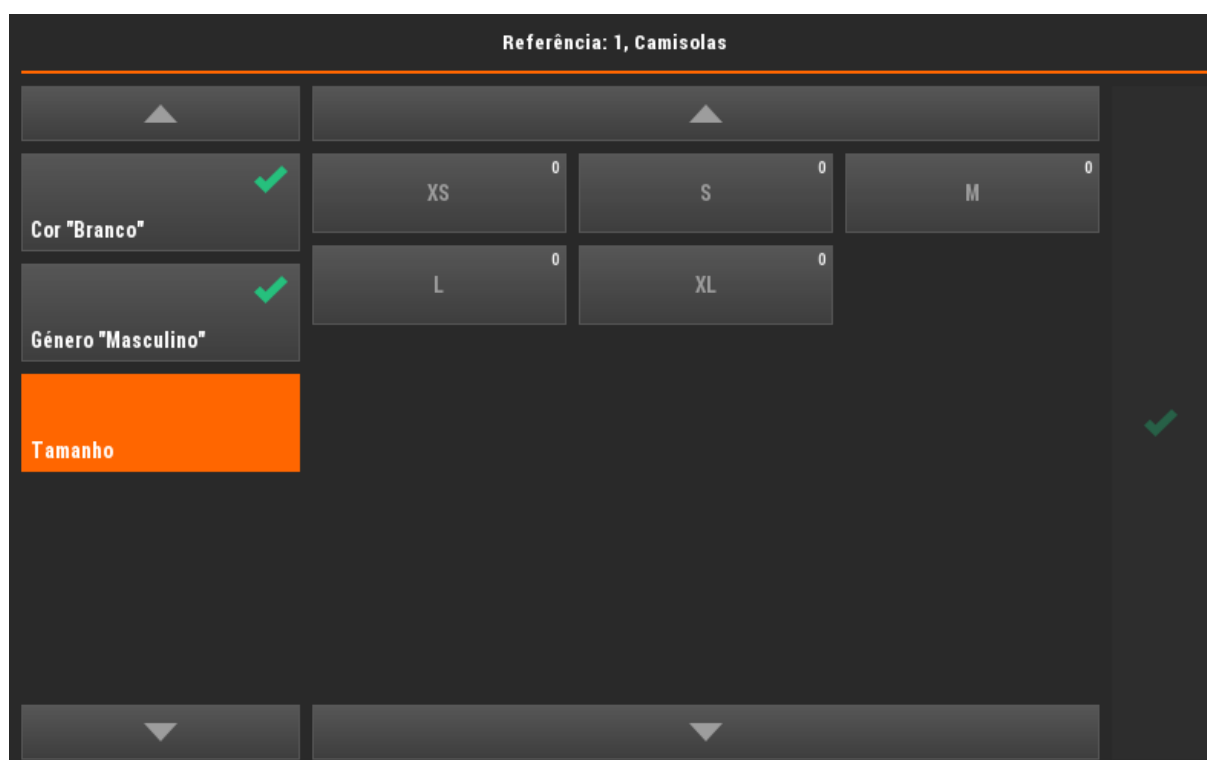 Referência: 1, Camisolas
Cor "Branco"
Género "Masculino"
Tamanho
0
XS
0
S
0
M
0
L
0
XL